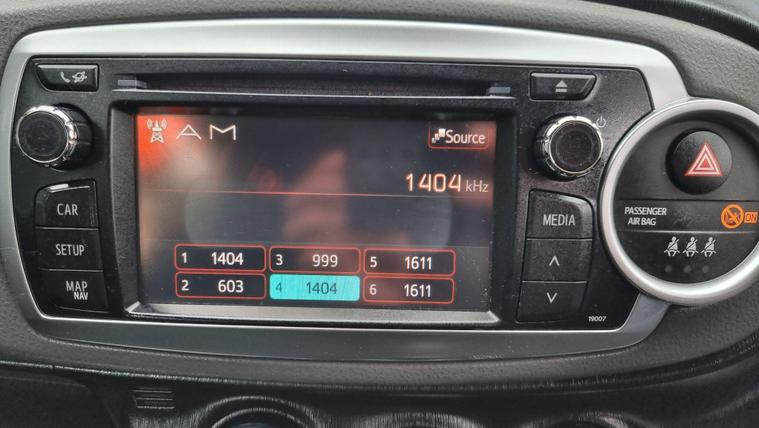 AM
Source
1404 kHz
CAR
SETUP
MAP
NAV
1 1404
3 999
5 1611
2 603
4 1404
6 1611
MEDIA
19007
PASSENGER
AIR BAG
ON